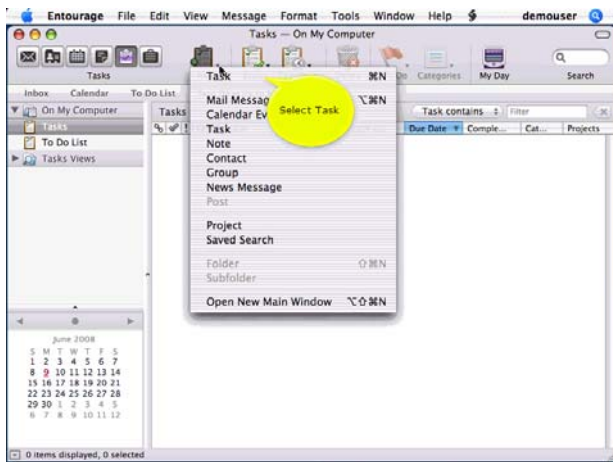 Entourage File Edit View Message Format Tools Window Help demouser
Tasks — On My Computer
Tasks
Categories My Day Search
Inbox Calendar To Do List
On My Computer
Tasks
To Do List
Tasks Views
Tasks
Task contains Filter
Due Date Comple... Cat... Projects
Task ⌘N
Mail Messag ⌥⌘N
Calendar Ev
Task
Note
Contact
Group
News Message
Post
Project
Saved Search
Folder ⇧⌘N
Subfolder
Open New Main Window ⌥⇧⌘N
Select Task
June 2008
S M T W T F S
1 2 3 4 5 6 7
8 9 10 11 12 13 14
15 16 17 18 19 20 21
22 23 24 25 26 27 28
29 30 1 2 3 4 5
6 7 8 9 10 11 12
0 items displayed, 0 selected